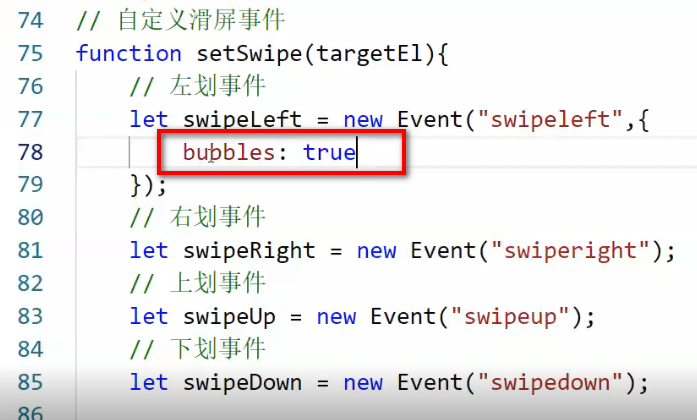 74 // 自定义滑屏事件
75 function setSwipe(targetEl){
76 // 左划事件
77 let swipeLeft = new Event("swipeleft",{
78 bubbles: true
79 });
80 // 右划事件
81 let swipeRight = new Event("swiperight");
82 // 上划事件
83 let swipeUp = new Event("swipeup");
84 // 下划事件
85 let swipeDown = new Event("swipedown");
86